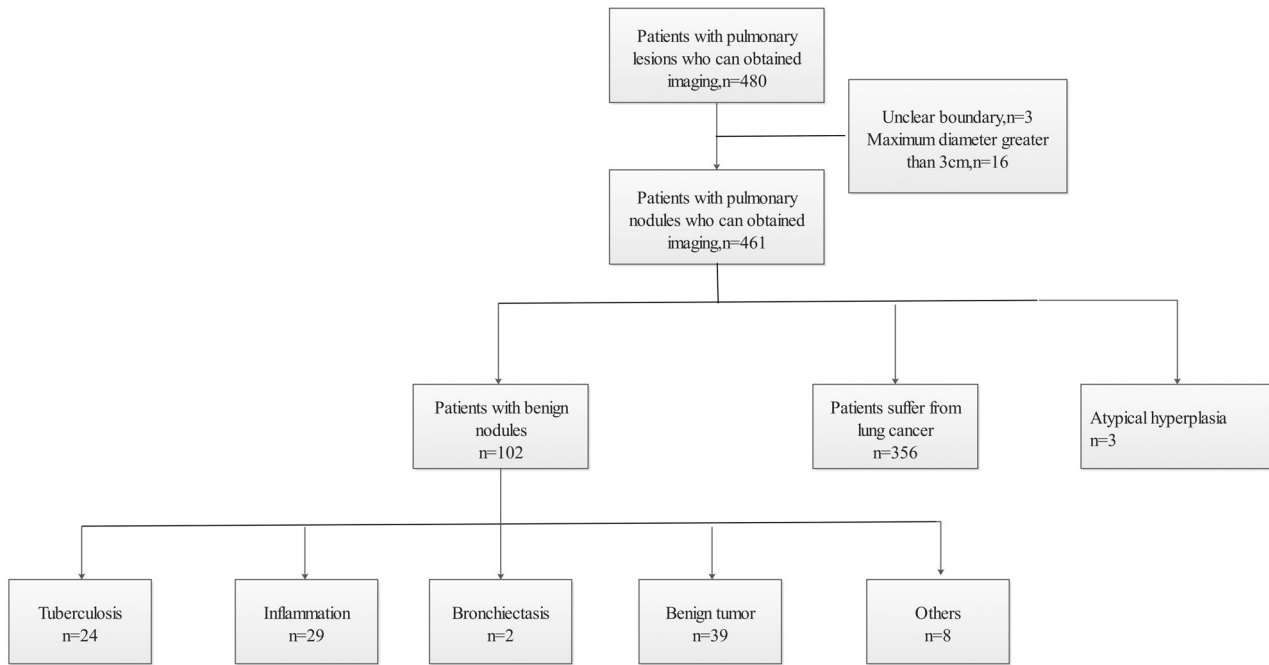 Patients with pulmonary
lesions who can obtained
imaging,n=480
Unclear boundary,n=3
Maximum diameter greater
than 3cm,n=16
Patients with pulmonary
nodules who can obtained
imaging,n=461
Patients with benign
nodules
n=102
Patients suffer from
lung cancer
n=356
Atypical hyperplasia
n=3
Tuberculosis
n=24
Inflammation
n=29
Bronchiectasis
n=2
Benign tumor
n=39
Others
n=8